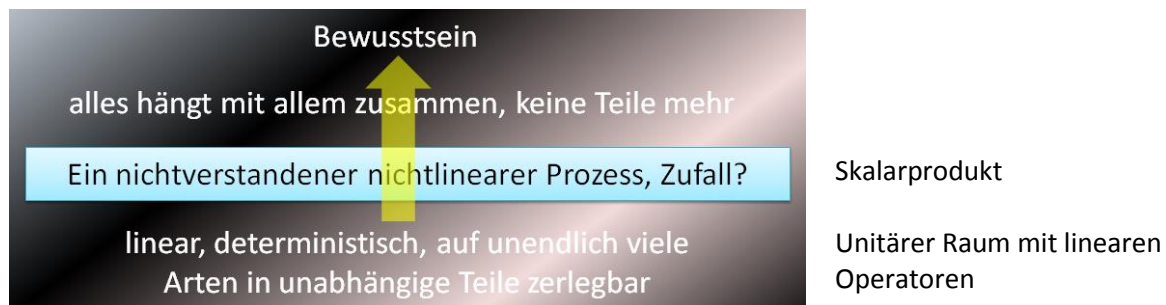 Bewusstsein
alles hängt mit allem zusammen, keine Teile mehr
Ein nichtverstandener nichtlinearer Prozess, Zufall?
Skalarprodukt
linear, deterministisch, auf unendlich viele
Arten in unabhängige Teile zerlegbar
Unitärer Raum mit linearen
Operatoren